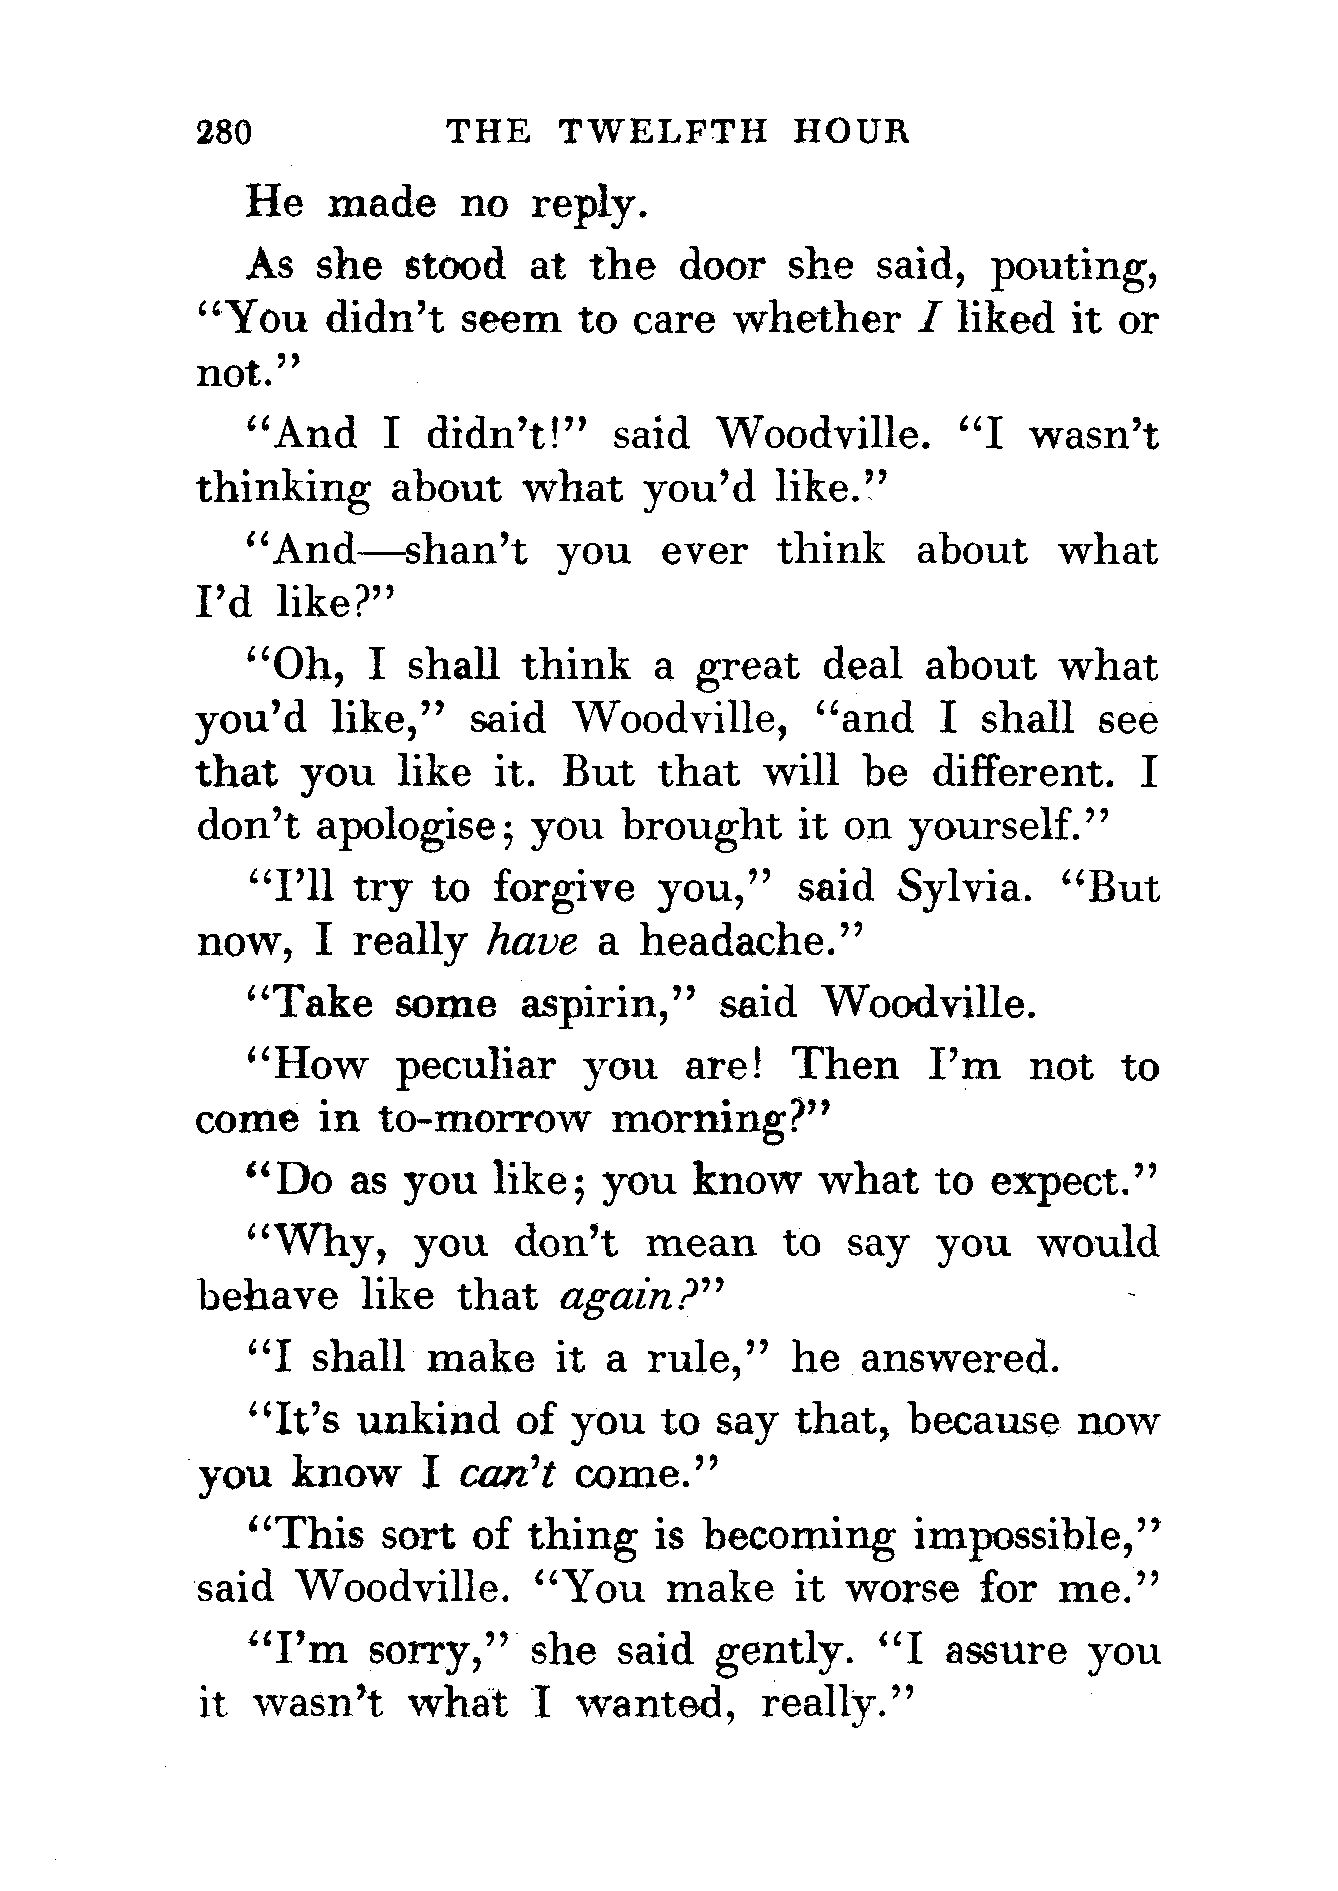 280 THE TWELFTH HOUR
He made no reply.
As she stood at the door she said, pouting,
“You didn’t seem to care whether I liked it or
not.”
“And I didn’t!” said Woodville. “I wasn’t
thinking about what you’d like.”
“And—shan’t you ever think about what
I’d like?”
“Oh, I shall think a great deal about what
you’d like,” said Woodville, “and I shall see
that you like it. But that will be different. I
don’t apologise; you brought it on yourself.”
“I’ll try to forgive you,” said Sylvia. “But
now, I really have a headache.”
“Take some aspirin,” said Woodville.
“How peculiar you are! Then I’m not to
come in to-morrow morning?”
“Do as you like; you know what to expect.”
“Why, you don’t mean to say you would
behave like that again?”
“I shall make it a rule,” he answered.
“It’s unkind of you to say that, because now
you know I can’t come.”
“This sort of thing is becoming impossible,”
said Woodville. “You make it worse for me.”
“I’m sorry,” she said gently. “I assure you
it wasn’t what I wanted, really.”